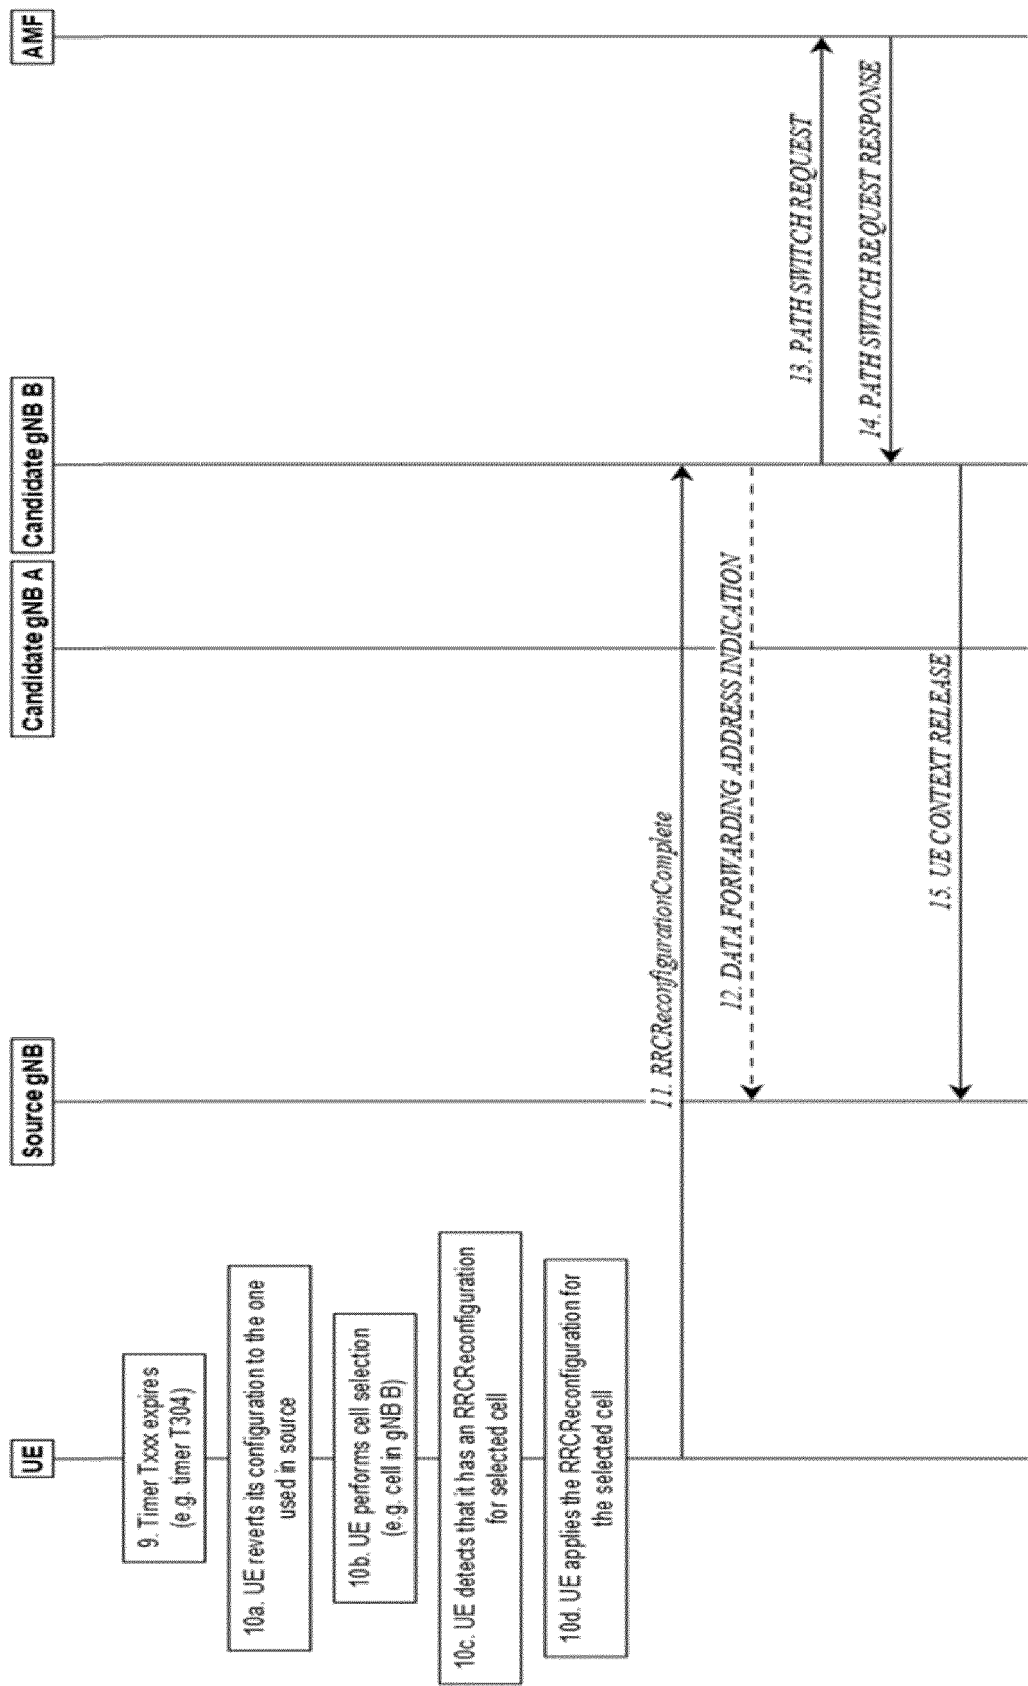 UE
Source gNB
Candidate gNB A
Candidate gNB B
AMF
9. Timer Txxx expires
(e.g. timer T304)
10a. UE reverts its configuration to the one
used in source
10b. UE performs cell selection
(e.g. cell in gNB B)
10c. UE detects that it has an RRCReconfiguration
for selected cell
10d. UE applies the RRCReconfiguration for
the selected cell
11. RRCReconfigurationComplete
12. DATA FORWARDING ADDRESS INDICATION
13. PATH SWITCH REQUEST
14. PATH SWITCH REQUEST RESPONSE
15. UE CONTEXT RELEASE